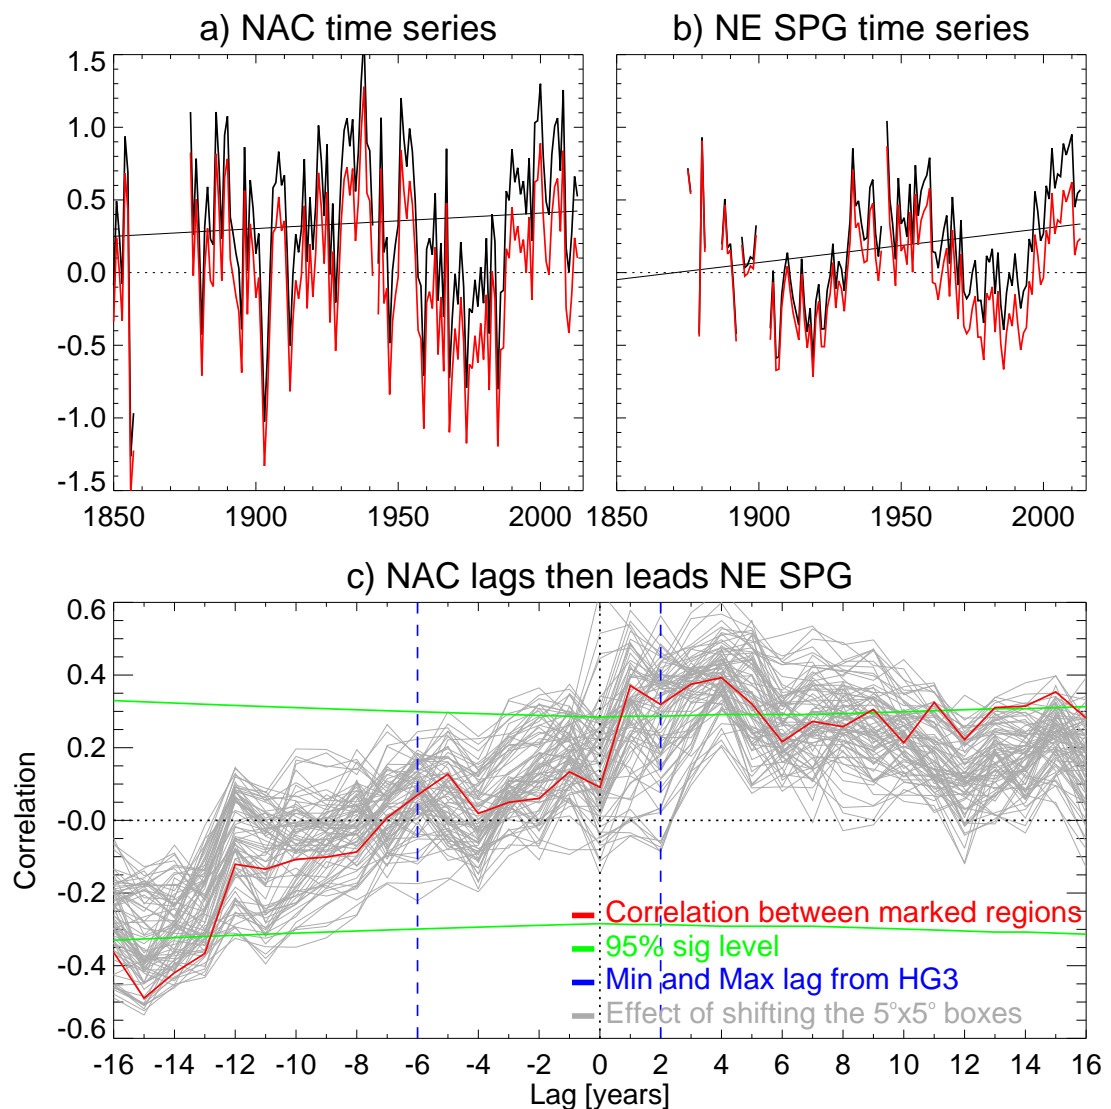 a) NAC time series
b) NE SPG time series
1.5
1.0
0.5
0.0
-0.5
-1.0
-1.5
1850 1900 1950 2000
1850 1900 1950 2000
c) NAC lags then leads NE SPG
0.6
0.4
0.2
-0.0
-0.2
-0.4
-0.6
Correlation
Correlation between marked regions
95% sig level
Min and Max lag from HG3
Effect of shifting the 5°x5° boxes
-16 -14 -12 -10 -8 -6 -4 -2 0 2 4 6 8 10 12 14 16
Lag [years]